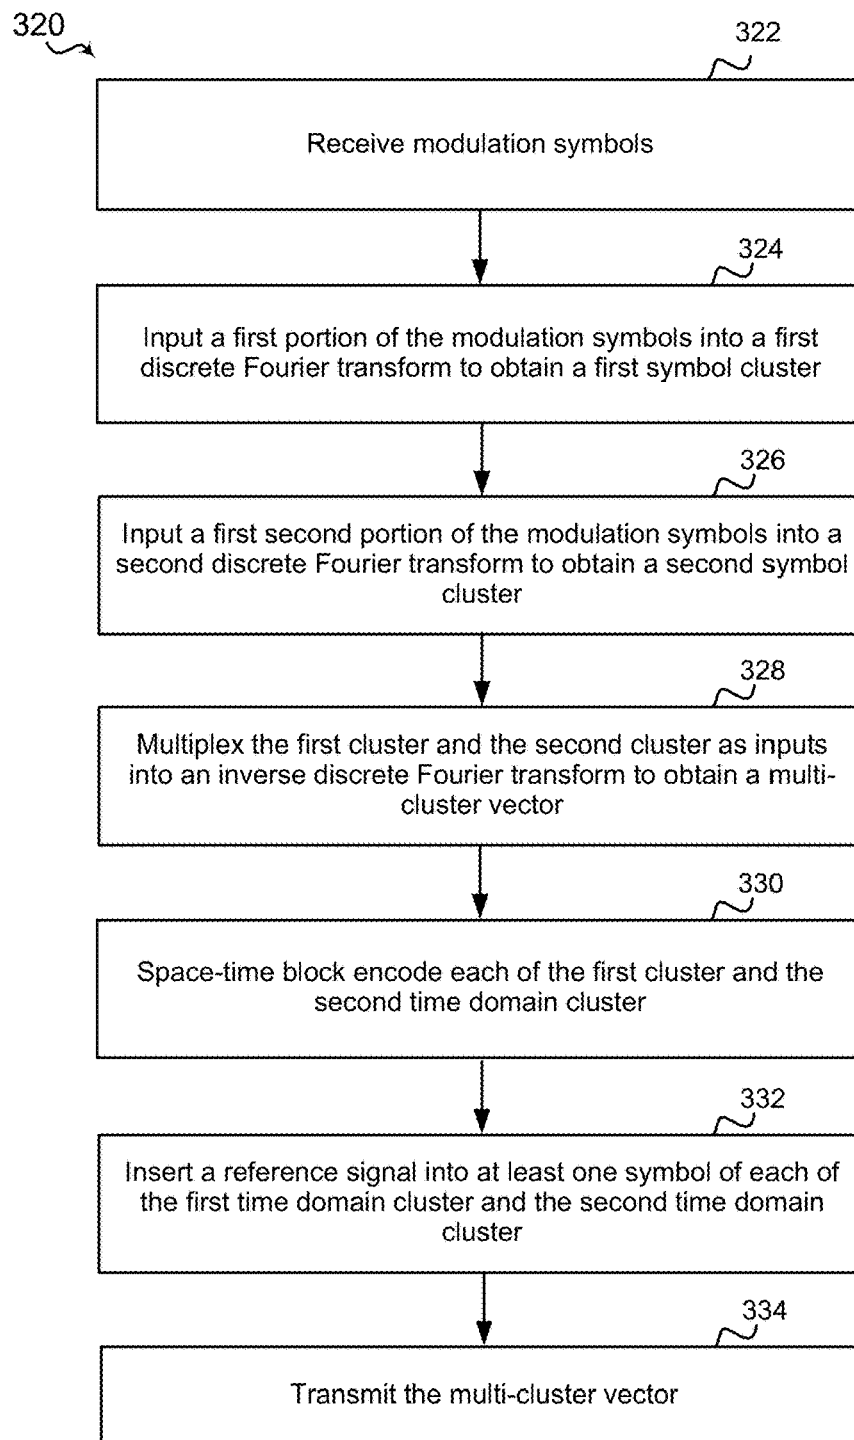 320
322
Receive modulation symbols
324
Input a first portion of the modulation symbols into a first
discrete Fourier transform to obtain a first symbol cluster
326
Input a first second portion of the modulation symbols into a
second discrete Fourier transform to obtain a second symbol
cluster
328
Multiplex the first cluster and the second cluster as inputs
into an inverse discrete Fourier transform to obtain a multi-
cluster vector
330
Space-time block encode each of the first cluster and the
second time domain cluster
332
Insert a reference signal into at least one symbol of each of
the first time domain cluster and the second time domain
cluster
334
Transmit the multi-cluster vector